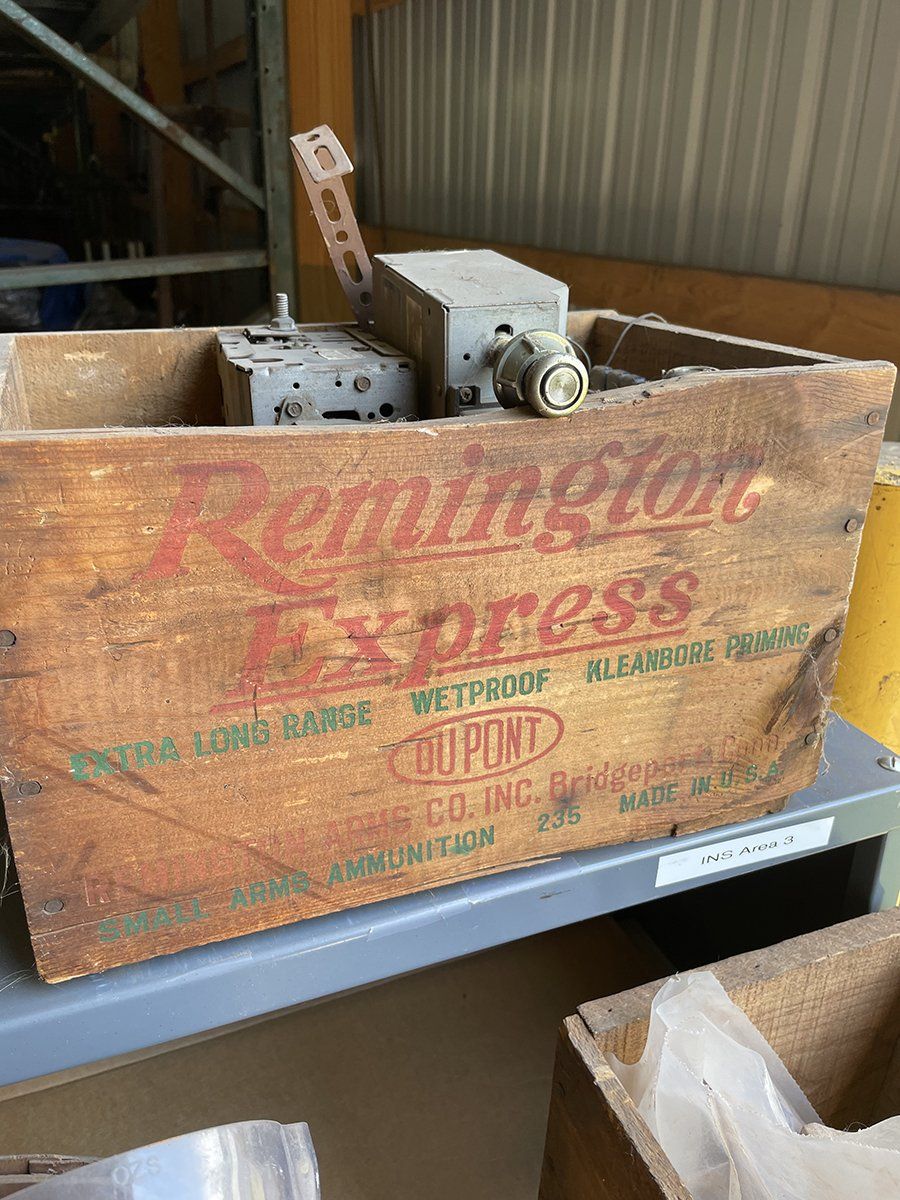 Remington
Express
EXTRA LONG RANGE WETPROOF KLEANBORE PRIMING
DU PONT
REMINGTON ARMS CO. INC. Bridgeport, Conn.
SMALL ARMS AMMUNITION 235 MADE IN U.S.A.
INS Area 3